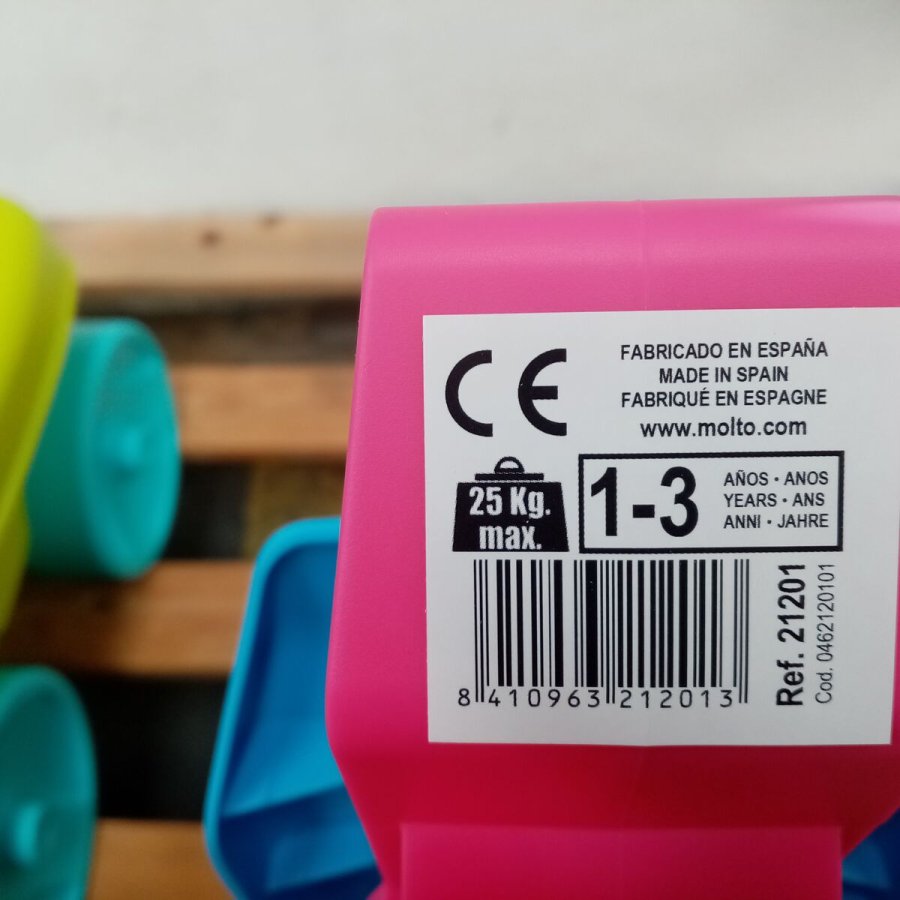 CE
FABRICADO EN ESPAÑA
MADE IN SPAIN
FABRIQUÉ EN ESPAGNE
www.molto.com
25 Kg.
max.
1-3
AÑOS · ANOS
YEARS · ANS
ANNI · JAHRE
8 410963 212013
Ref. 21201
Cod. 0462120101